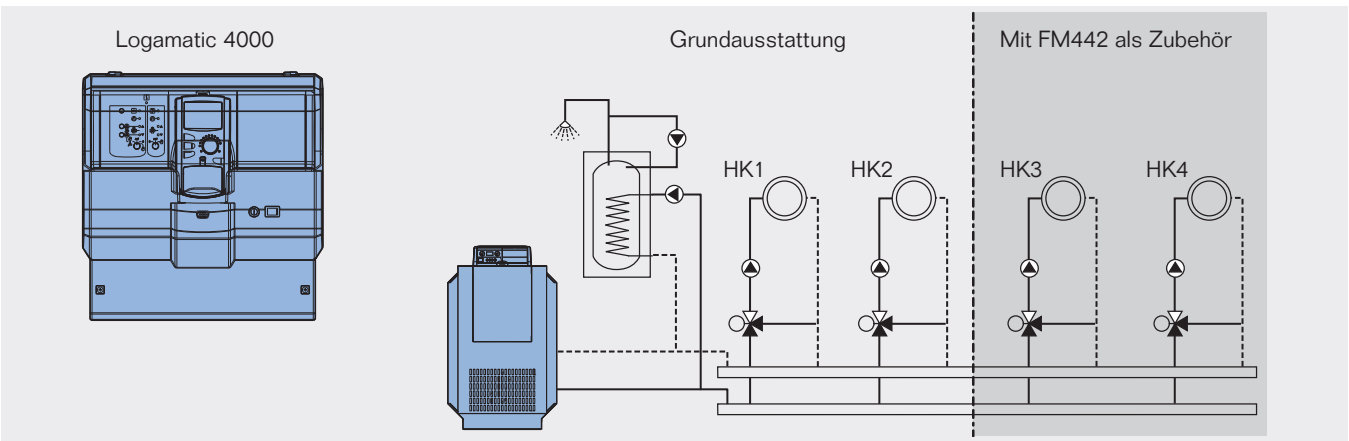 Logamatic 4000
Grundausstattung
Mit FM442 als Zubehör
HK1
HK2
HK3
HK4